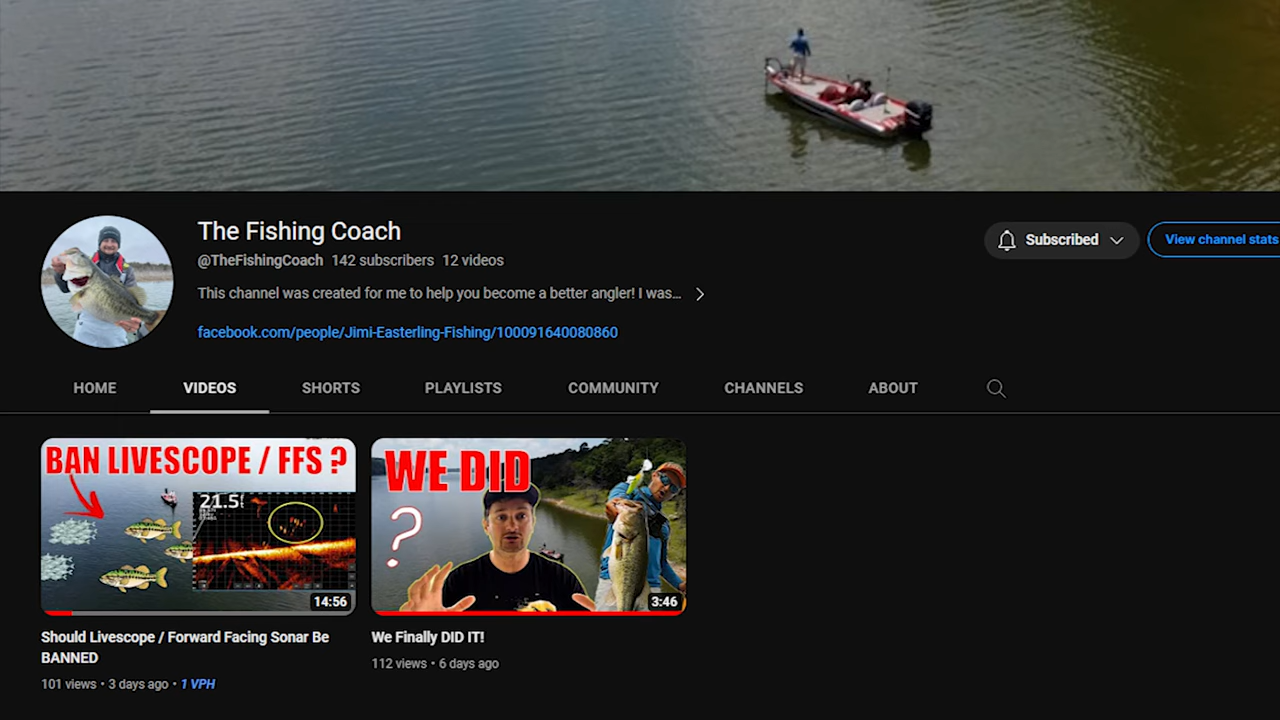 The Fishing Coach
@TheFishingCoach 142 subscribers 12 videos
This channel was created for me to help you become a better angler! I was...
facebook.com/people/Jimi-Easterling-Fishing/100091640080860
Subscribed
View channel stats
HOME VIDEOS SHORTS PLAYLISTS COMMUNITY CHANNELS ABOUT
BAN LIVESCOPE / FFS ?
21.5
14:56
WE DID
?
3:46
Should Livescope / Forward Facing Sonar Be
BANNED
101 views • 3 days ago • 1 VPH
We Finally DID IT!
112 views • 6 days ago